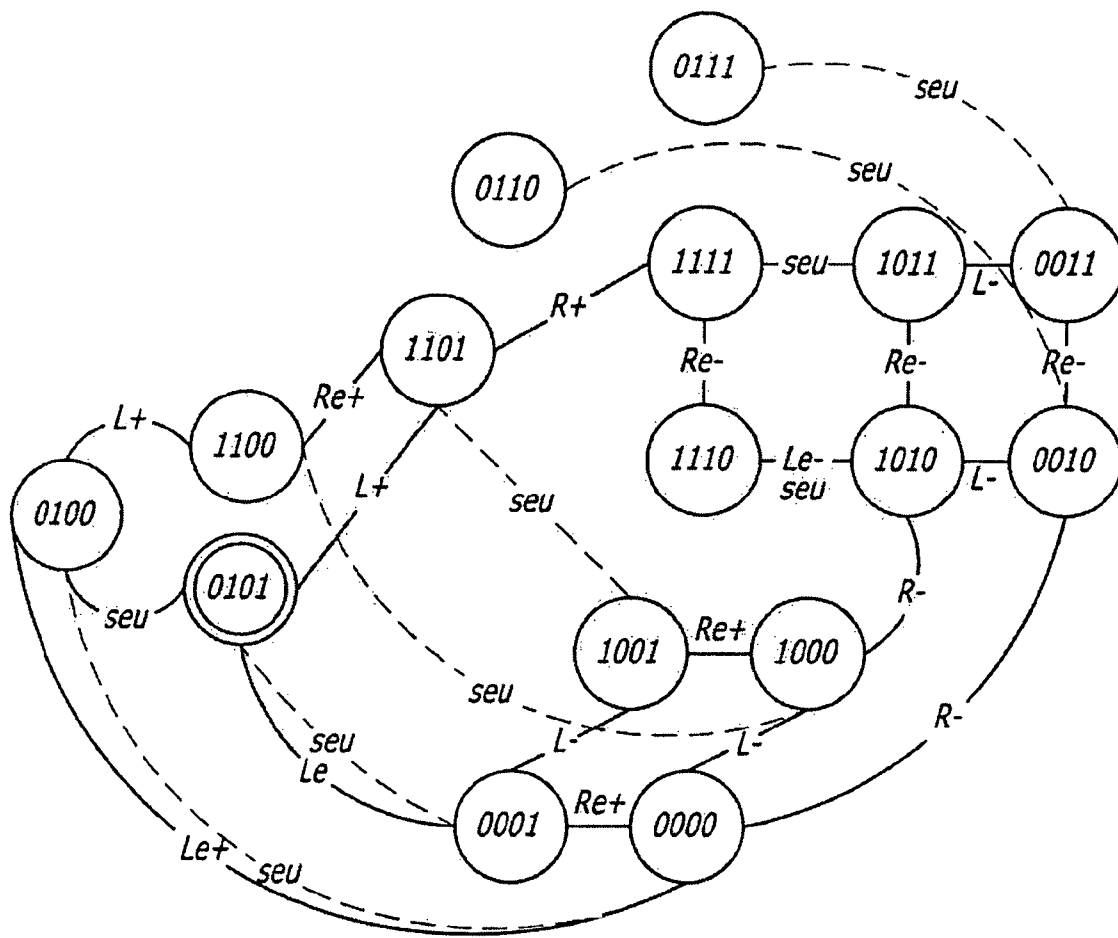 0111
seu
0110
seu
1111
seu
1011
L-
0011
R+
1101
Re-
Re-
Re-
L+
1100
Re+
1110
Le-
seu
1010
L-
0010
0100
L+
seu
seu
0101
R-
1001
Re+
1000
seu
R-
L-
L-
seu
Le
0001
Re+
0000
Le+
seu